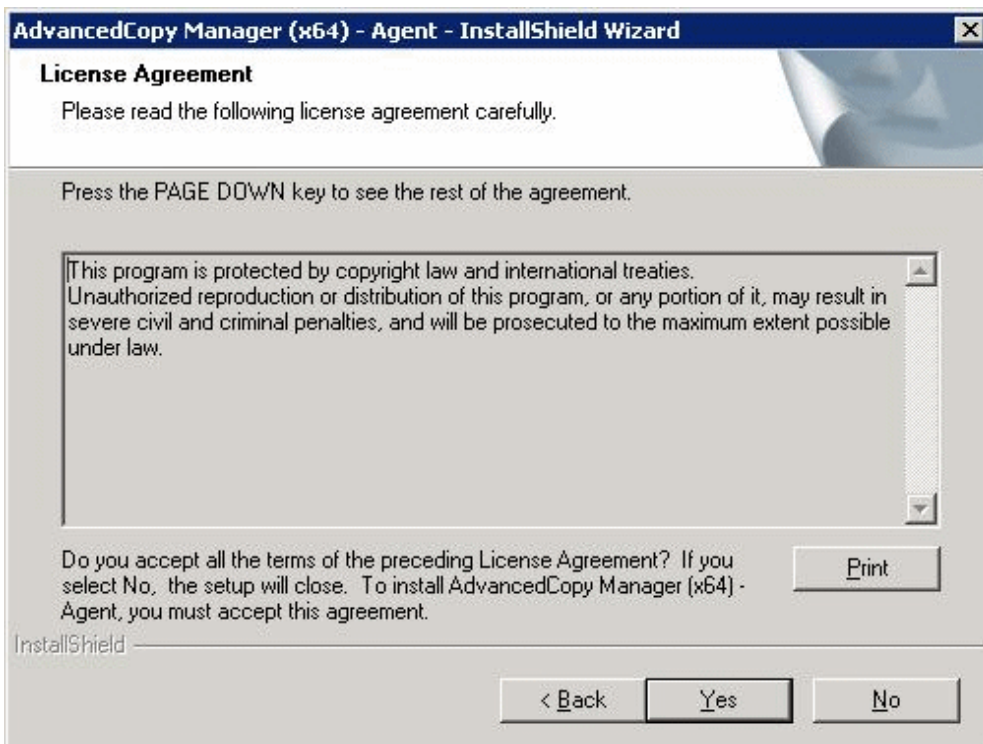 AdvancedCopy Manager (x64) - Agent - InstallShield Wizard
License Agreement
Please read the following license agreement carefully.
Press the PAGE DOWN key to see the rest of the agreement.
This program is protected by copyright law and international treaties.
Unauthorized reproduction or distribution of this program, or any portion of it, may result in
severe civil and criminal penalties, and will be prosecuted to the maximum extent possible
under law.
Do you accept all the terms of the preceding License Agreement?  If you
select No,  the setup will close.  To install AdvancedCopy Manager (x64) -
Agent, you must accept this agreement.
Print
InstallShield
< Back
Yes
No